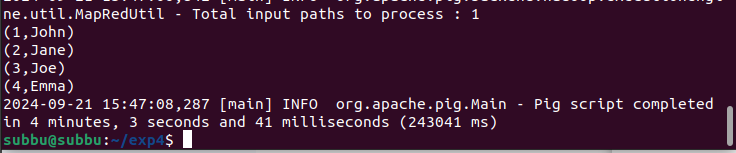 ne.util.MapRedUtil - Total input paths to process : 1
(1,John)
(2,Jane)
(3,Joe)
(4,Emma)
2024-09-21 15:47:08,287 [main] INFO  org.apache.pig.Main - Pig script completed
in 4 minutes, 3 seconds and 41 milliseconds (243041 ms)
subbu@subbu:~/exp4$